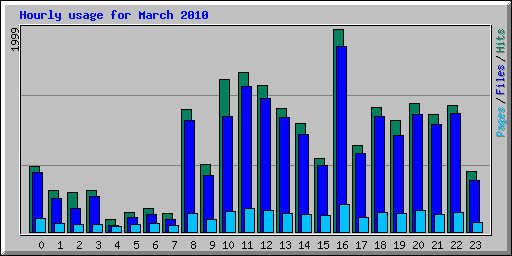 Hourly usage for March 2010
1999
Pages / Files / Hits
0 1 2 3 4 5 6 7 8 9 10 11 12 13 14 15 16 17 18 19 20 21 22 23